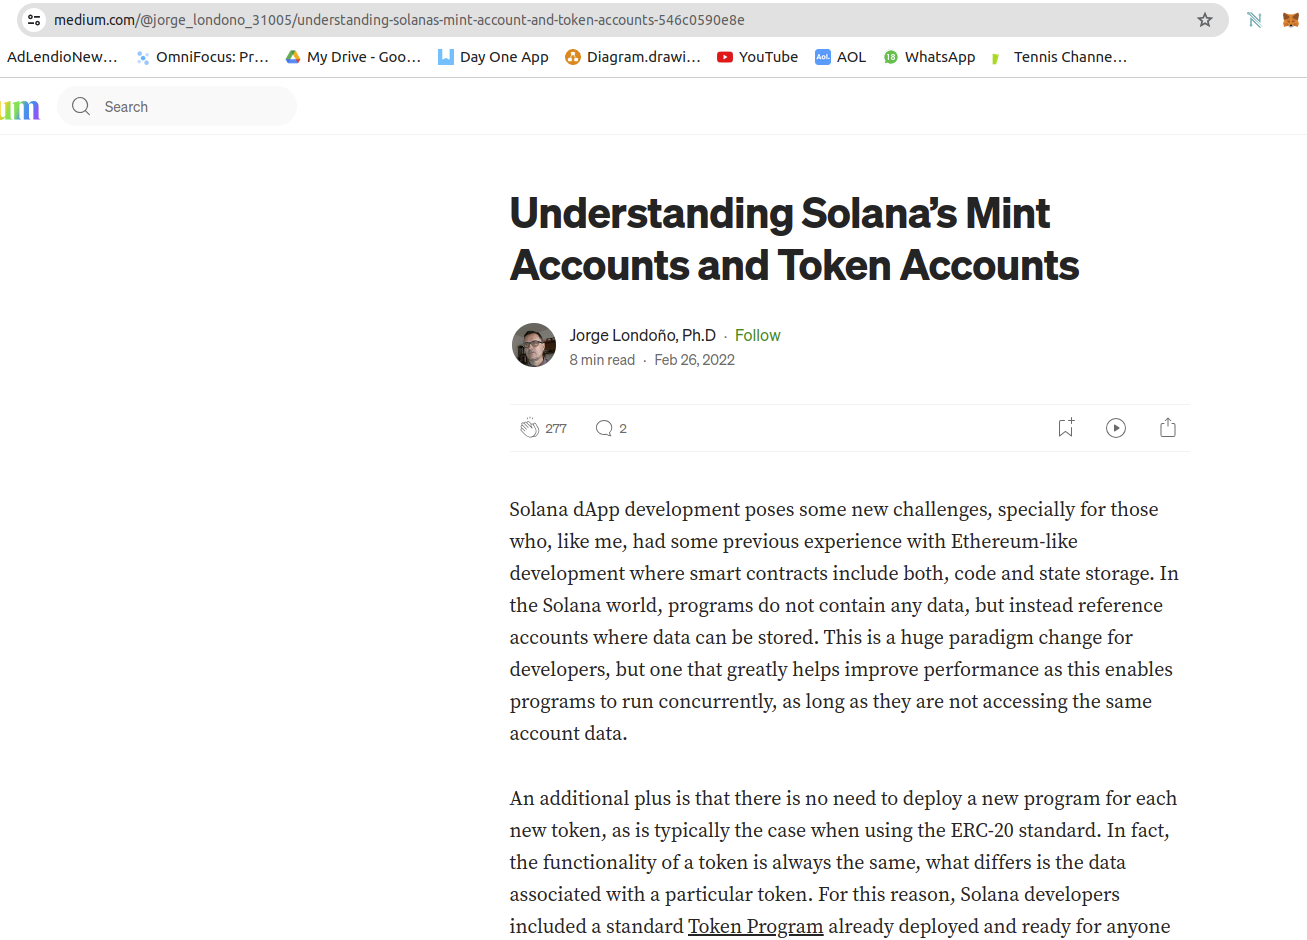 medium.com/@jorge_londono_31005/understanding-solanas-mint-account-and-token-accounts-546c0590e8e
AdLendioNew... OmniFocus: Pr... My Drive - Goo... Day One App Diagram.drawi... YouTube Aol. AOL 18 WhatsApp Tennis Channe...
um Search
Understanding Solana’s Mint
Accounts and Token Accounts
Jorge Londoño, Ph.D · Follow
8 min read · Feb 26, 2022
277 2
Solana dApp development poses some new challenges, specially for those
who, like me, had some previous experience with Ethereum-like
development where smart contracts include both, code and state storage. In
the Solana world, programs do not contain any data, but instead reference
accounts where data can be stored. This is a huge paradigm change for
developers, but one that greatly helps improve performance as this enables
programs to run concurrently, as long as they are not accessing the same
account data.
An additional plus is that there is no need to deploy a new program for each
new token, as is typically the case when using the ERC-20 standard. In fact,
the functionality of a token is always the same, what differs is the data
associated with a particular token. For this reason, Solana developers
included a standard Token Program already deployed and ready for anyone